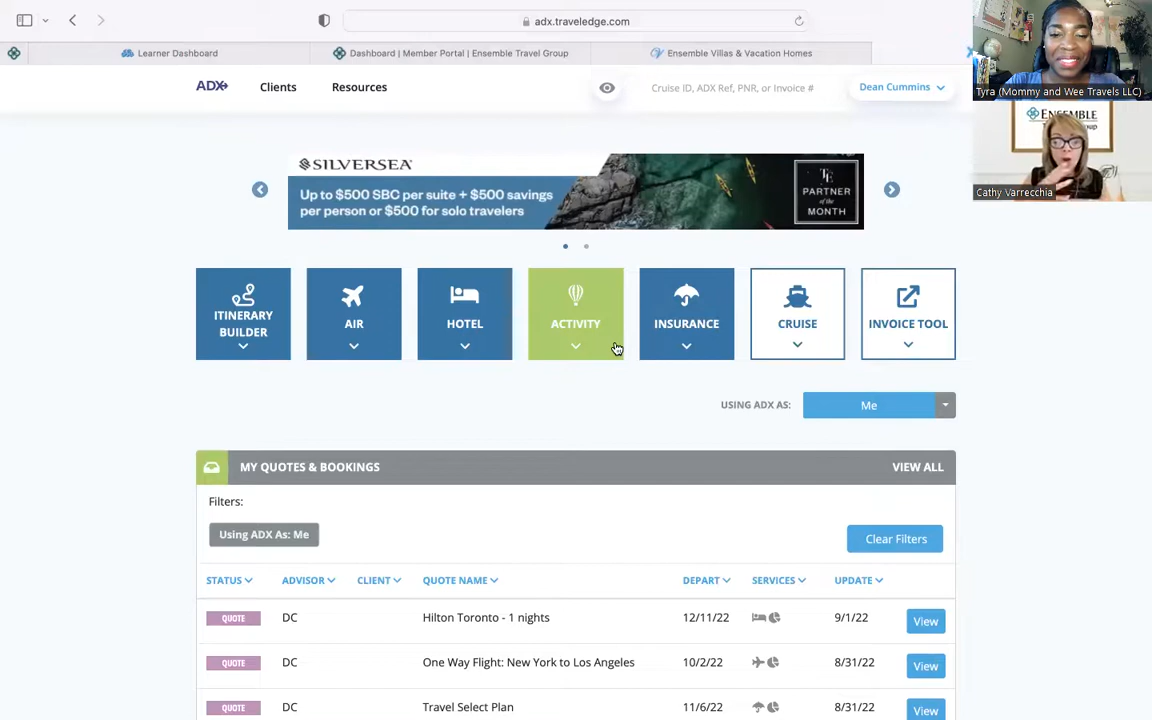 adx.traveledge.com
Learner Dashboard
Dashboard | Member Portal | Ensemble Travel Group
Ensemble Villas & Vacation Homes
ADX
Clients
Resources
Cruise ID, ADX Ref, PNR, or Invoice #
Dean Cummins
Tyra (Mommy and Wee Travels LLC)
ENSEMBLE
Cathy Varrecchia
SILVERSEA
Up to $500 SBC per suite + $500 savings
per person or $500 for solo travelers
TE
PARTNER
of the
MONTH
ITINERARY
BUILDER
AIR
HOTEL
ACTIVITY
INSURANCE
CRUISE
INVOICE TOOL
USING ADX AS:
Me
MY QUOTES & BOOKINGS
VIEW ALL
Filters:
Using ADX As: Me
Clear Filters
STATUS ADVISOR CLIENT QUOTE NAME DEPART SERVICES UPDATE
QUOTE DC Hilton Toronto - 1 nights 12/11/22 9/1/22 View
QUOTE DC One Way Flight: New York to Los Angeles 10/2/22 8/31/22 View
QUOTE DC Travel Select Plan 11/6/22 8/31/22 View